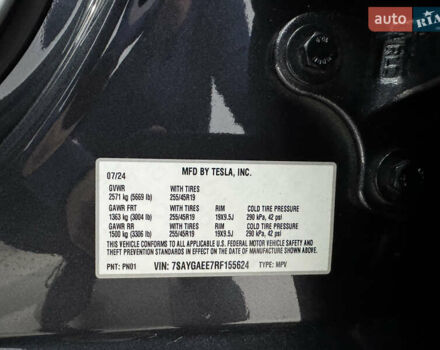 auto RIA
MFD BY TESLA, INC.
07/24
GVWR WITH TIRES
2571 kg (5669 lb) 255/45R19
GAWR FRT WITH TIRES RIM COLD TIRE PRESSURE
1363 kg (3004 lb) 255/45R19 19X9.5J 290 kPa, 42 psi
GAWR RR WITH TIRES RIM COLD TIRE PRESSURE
1500 kg (3306 lb) 255/45R19 19X9.5J 290 kPa, 42 psi
THIS VEHICLE CONFORMS TO ALL APPLICABLE U.S. FEDERAL MOTOR VEHICLE SAFETY AND
THEFT PREVENTION STANDARDS IN EFFECT ON THE DATE OF MANUFACTURE SHOWN
ABOVE.
PNT: PN01 VIN: 7SAYGAEE7RF155624 TYPE: MPV